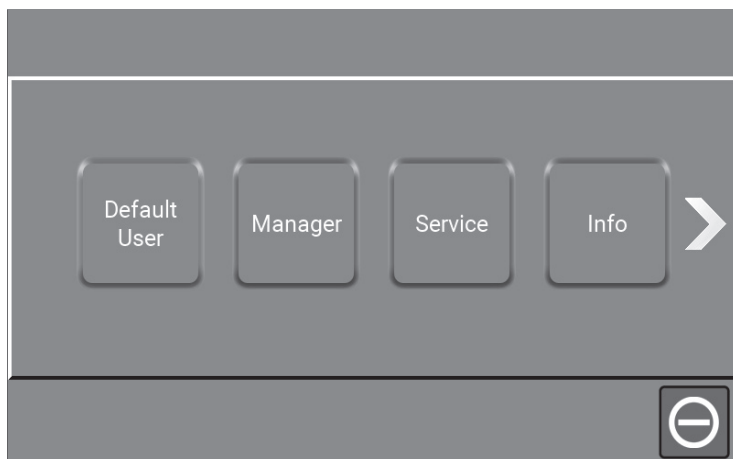 Default
User
Manager
Service
Info